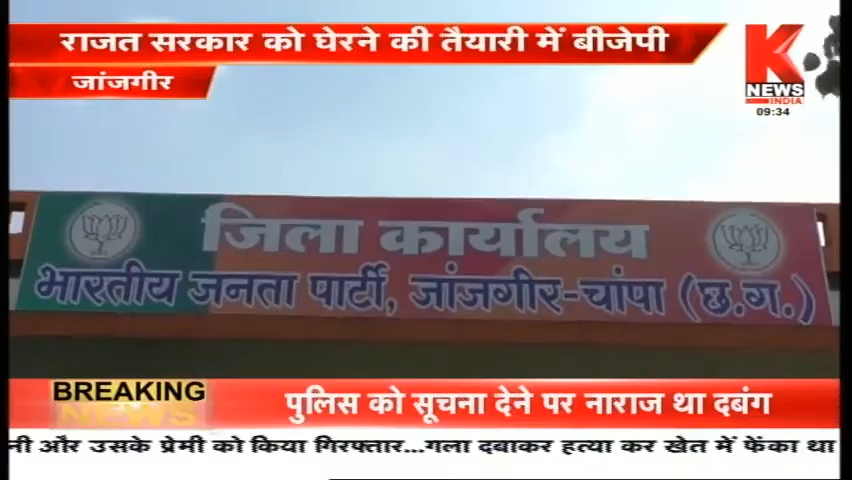 राजत सरकार को घेरने की तैयारी में बीजेपी
जांजगीर
K
NEWS
INDIA
09:34
जिला कार्यालय
भारतीय जनता पार्टी, जांजगीर-चांपा (छ.ग.)
BREAKING
NEWS
पुलिस को सूचना देने पर नाराज था दबंग
नी और उसके प्रेमी को किया गिरफ्तार...गला दबाकर हत्या कर खेत में फेंका था